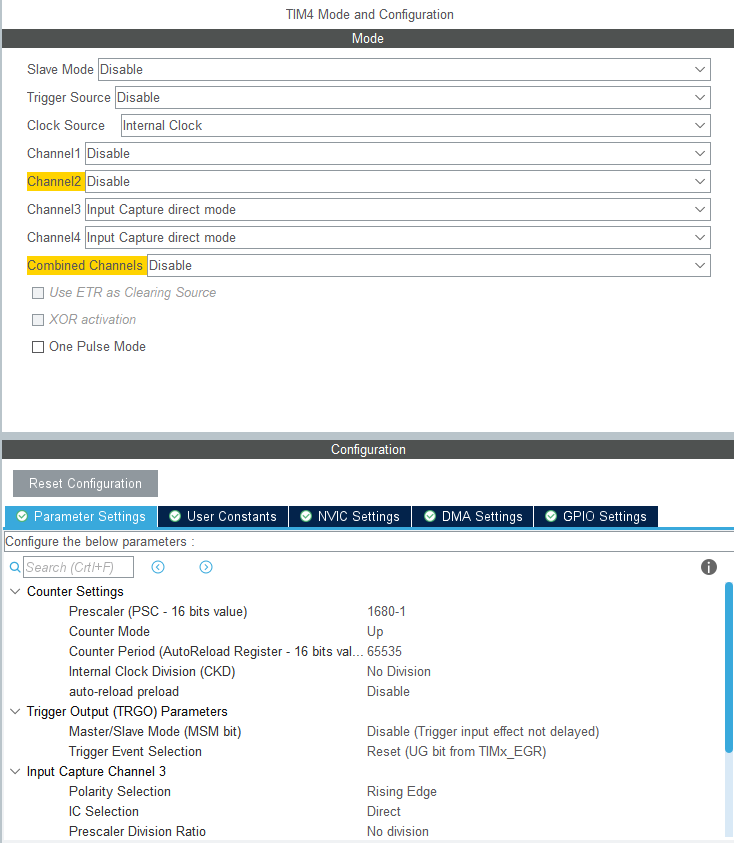 TIM4 Mode and Configuration
Mode
Slave Mode Disable
Trigger Source Disable
Clock Source Internal Clock
Channel1 Disable
Channel2 Disable
Channel3 Input Capture direct mode
Channel4 Input Capture direct mode
Combined Channels Disable
Use ETR as Clearing Source
XOR activation
One Pulse Mode
Configuration
Reset Configuration
Parameter Settings User Constants NVIC Settings DMA Settings GPIO Settings
Configure the below parameters :
Search (Crtl+F)
Counter Settings
Prescaler (PSC - 16 bits value) 1680-1
Counter Mode Up
Counter Period (AutoReload Register - 16 bits val... 65535
Internal Clock Division (CKD) No Division
auto-reload preload Disable
Trigger Output (TRGO) Parameters
Master/Slave Mode (MSM bit) Disable (Trigger input effect not delayed)
Trigger Event Selection Reset (UG bit from TIMx_EGR)
Input Capture Channel 3
Polarity Selection Rising Edge
IC Selection Direct
Prescaler Division Ratio No division